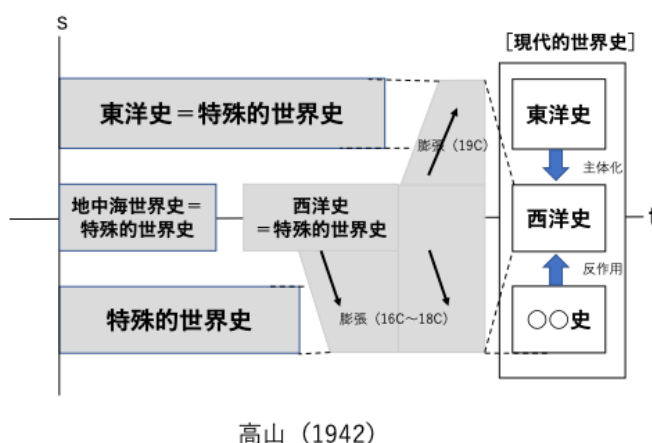 s
[現代的世界史]
東洋史＝特殊的世界史
膨張（19C）
東洋史
主体化
地中海世界史＝
特殊的世界史
西洋史
＝特殊的世界史
西洋史
t
反作用
特殊的世界史
膨張（16C～18C）
○○史
高山（1942）